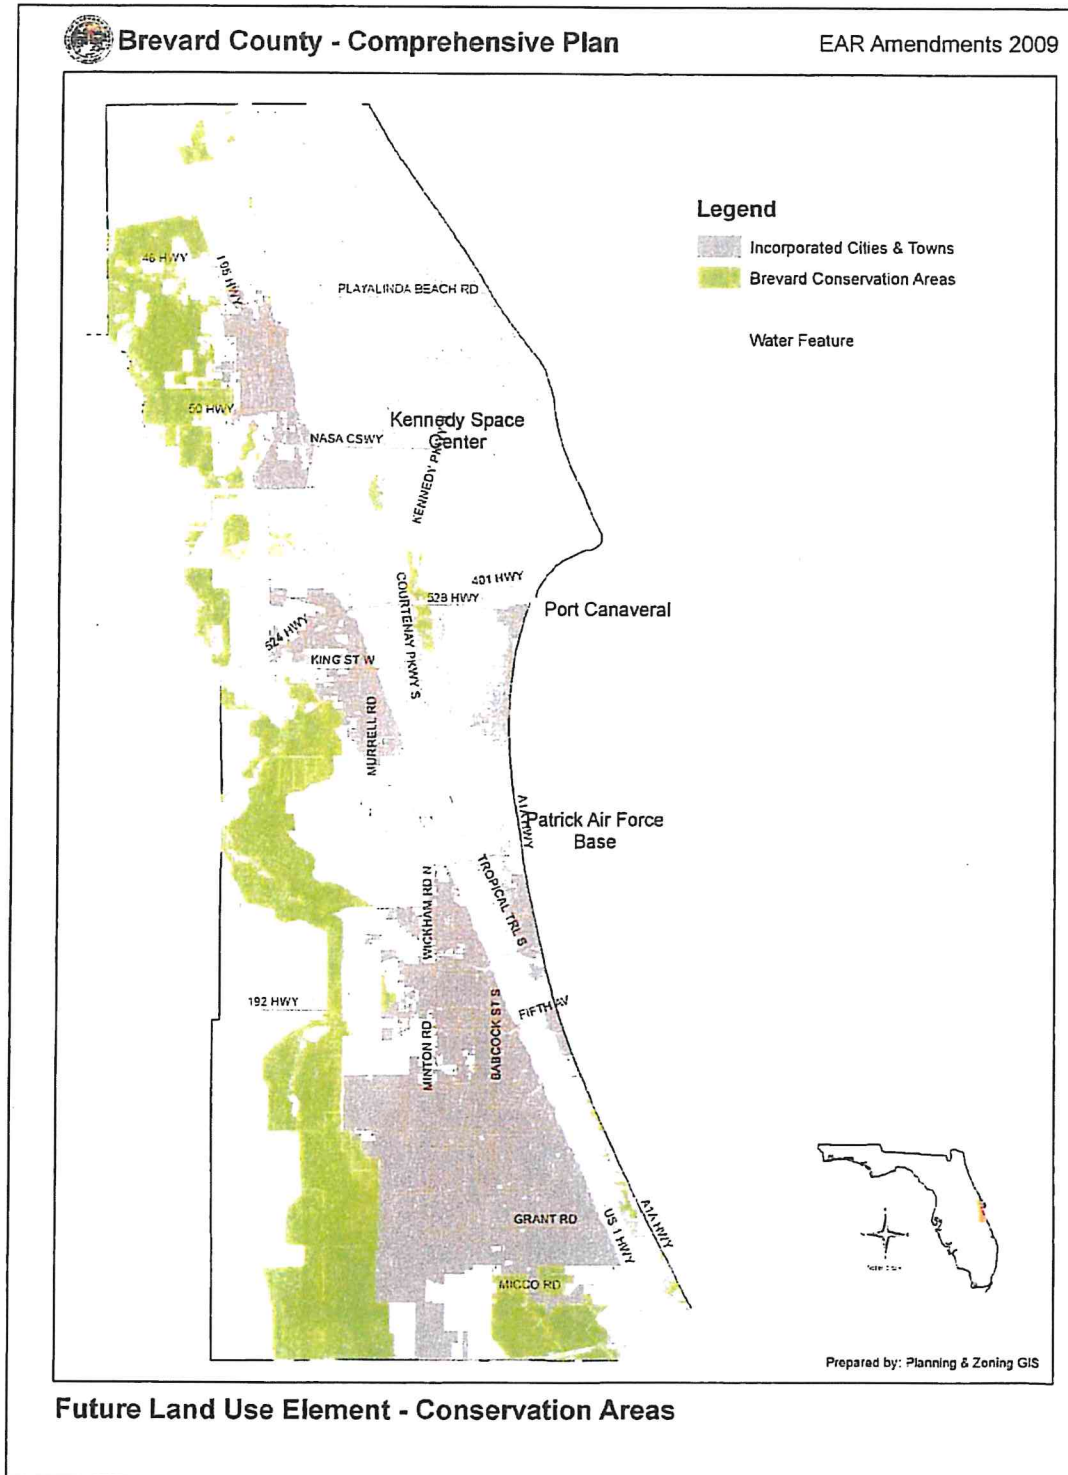 Brevard County - Comprehensive Plan
EAR Amendments 2009
Legend
Incorporated Cities & Towns
Brevard Conservation Areas
Water Feature
46 HWY
I 95 HWY
PLAYALINDA BEACH RD
50 HWY
Kennedy Space
Center
NASA CSWY
KENNEDY PKWY
401 HWY
528 HWY
Port Canaveral
COURTENAY PKWY S
524 HWY
KING ST W
MURRELL RD
A1A HWY
Patrick Air Force
Base
TROPICAL TRL S
WICKHAM RD N
192 HWY
FIFTH AV
MINTON RD
BABCOCK ST S
GRANT RD
US 1 HWY
A1A HWY
MICCO RD
Prepared by: Planning & Zoning GIS
Future Land Use Element - Conservation Areas